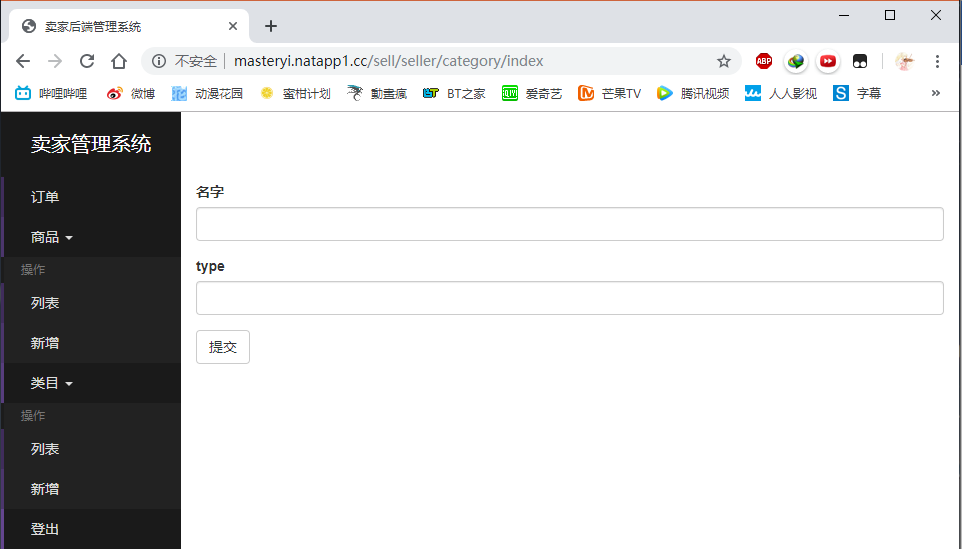 卖家后端管理系统
不安全 masteryi.natapp1.cc/sell/seller/category/index
ABP
哔哩哔哩 微博 动漫花园 蜜柑计划 動畫瘋 BT之家 爱奇艺 芒果TV 腾讯视频 人人影视 S 字幕 »
卖家管理系统
订单
商品
操作
列表
新增
类目
操作
列表
新增
登出
名字
type
提交